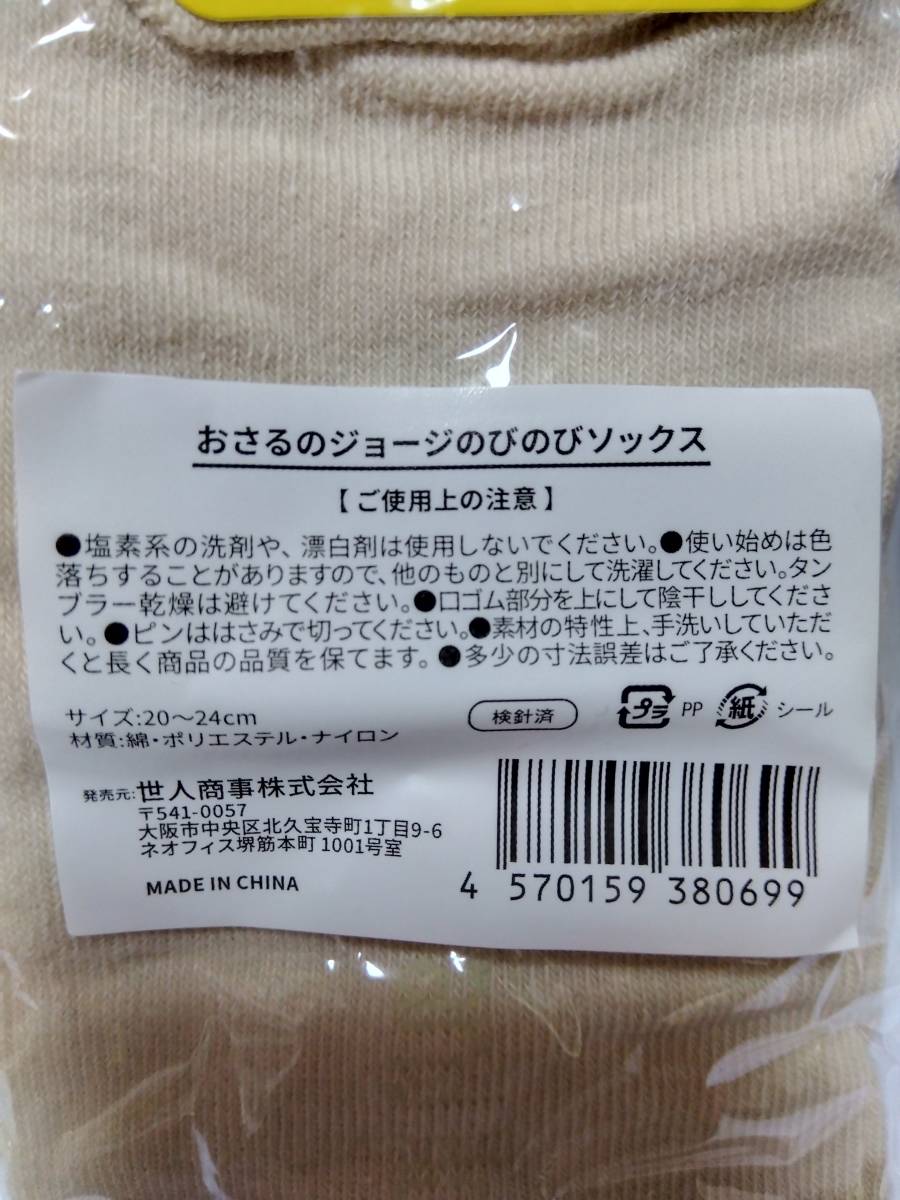 おさるのジョージのびのびソックス
【ご使用上の注意】
●塩素系の洗剤や、漂白剤は使用しないでください。●使い始めは色
落ちすることがありますので、他のものと別にして洗濯してください。タン
ブラー乾燥は避けてください。●口ゴム部分を上にして陰干ししてくださ
い。●ピンははさみで切ってください。●素材の特性上、手洗いしていただ
くと長く商品の品質を保てます。●多少の寸法誤差はご了承ください。
サイズ:20〜24cm
材質:綿・ポリエステル・ナイロン
検針済
プラ PP 紙 シール
発売元:世人商事株式会社
〒541-0057
大阪市中央区北久宝寺町1丁目9-6
ネオフィス堺筋本町 1001号室
MADE IN CHINA
4 570159 380699